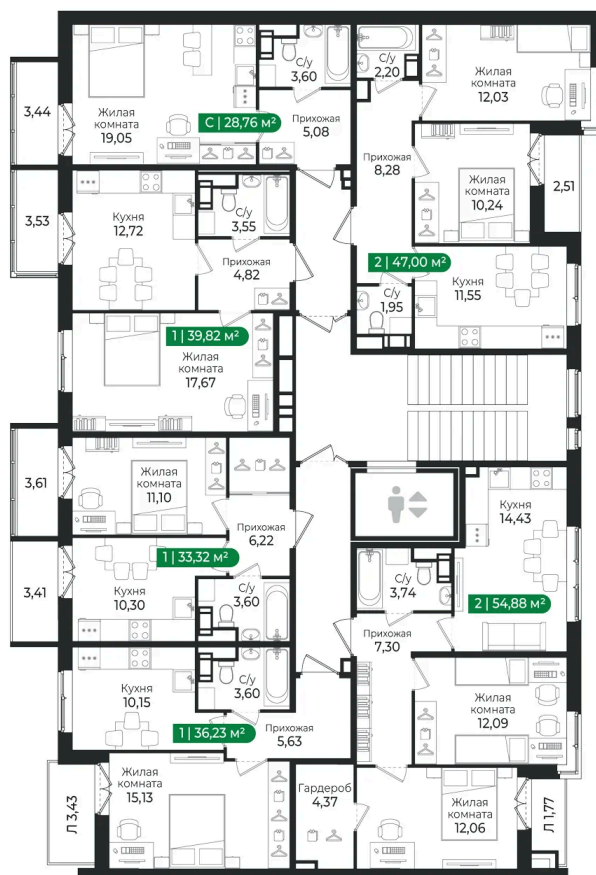 3,44
Жилая
комната
19,05
С/у
3,60
С | 28,76 м²
Прихожая
5,08
С/у
2,20
Жилая
комната
12,03
Прихожая
8,28
Жилая
комната
10,24
2,51
3,53
Кухня
12,72
С/у
3,55
Прихожая
4,82
2 | 47,00 м²
Кухня
11,55
С/у
1,95
1 | 39,82 м²
Жилая
комната
17,67
3,61
Жилая
комната
11,10
Прихожая
6,22
Кухня
14,43
3,41
1 | 33,32 м²
Кухня
10,30
С/у
3,60
С/у
3,74
2 | 54,88 м²
Прихожая
7,30
Кухня
10,15
С/у
3,60
1 | 36,23 м²
Прихожая
5,63
Жилая
комната
12,09
Л 3,43
Жилая
комната
15,13
Гардероб
4,37
Жилая
комната
12,06
Л 1,77